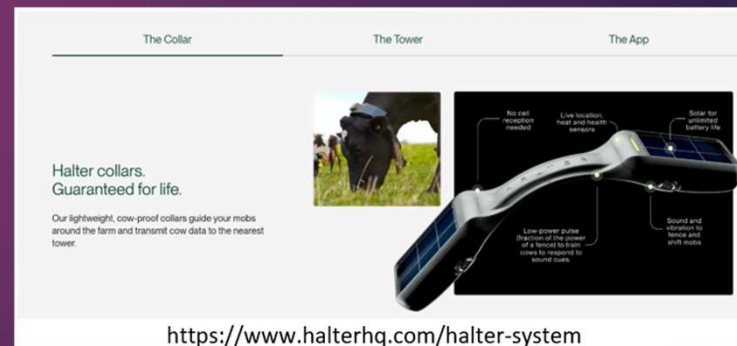 The Collar
The Tower
The App
Halter collars.
Guaranteed for life.
Our lightweight, cow-proof collars guide your mobs
around the farm and transmit cow data to the nearest
tower.
No cell
reception
needed
Live location,
heat and health
sensors
Solar for
unlimited
battery life
Low-power pulse
(fraction of the power
of a fence) to train
cows to respond to
sound cues.
Sound and
vibration to
fence and
shift mobs
https://www.halterhq.com/halter-system